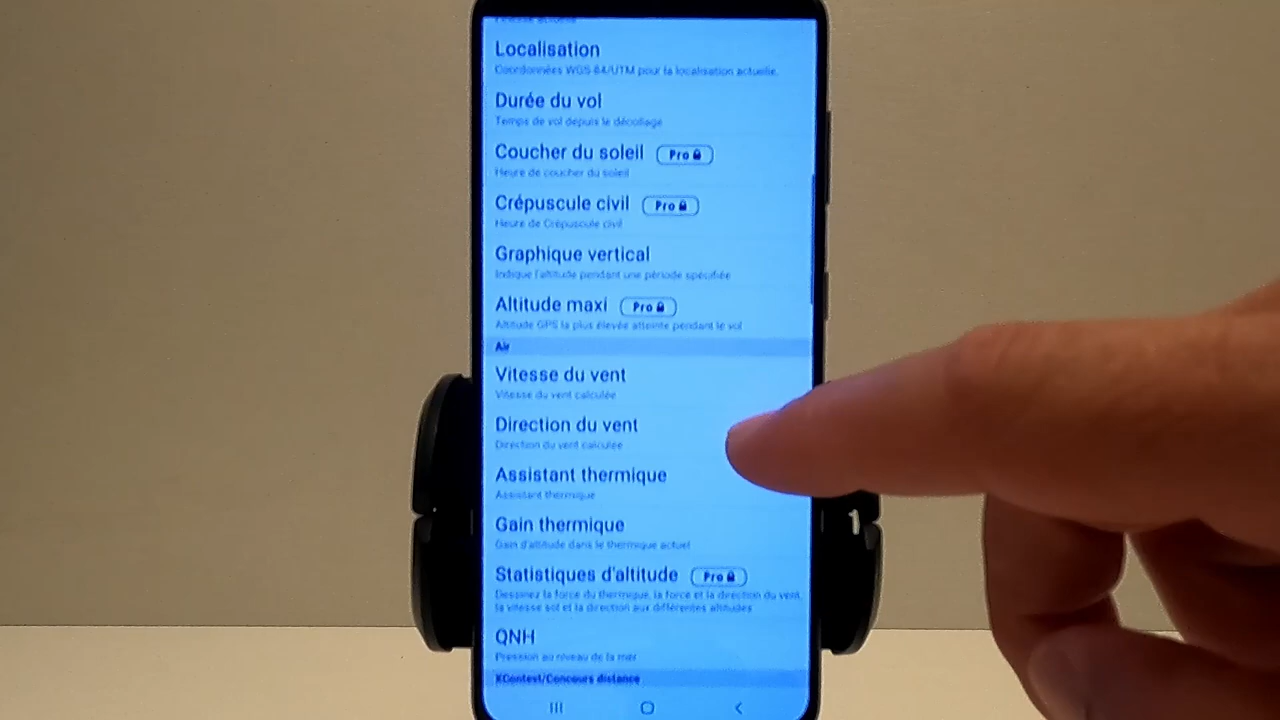 Localisation
Coordonnées WGS-84/UTM pour la localisation actuelle.
Durée du vol
Temps de vol depuis le décollage
Coucher du soleil Pro
Heure de coucher du soleil
Crépuscule civil Pro
Heure de Crépuscule civil
Graphique vertical
Indique l'altitude pendant une période spécifiée
Altitude maxi Pro
Altitude GPS la plus élevée atteinte pendant le vol
Air
Vitesse du vent
Vitesse du vent calculée
Direction du vent
Direction du vent calculée
Assistant thermique
Assistant thermique
Gain thermique
Gain d'altitude dans le thermique actuel
Statistiques d'altitude Pro
Dessinez la force du thermique, la force et la direction du vent,
la vitesse sol et la direction aux différentes altitudes
QNH
Pression au niveau de la mer
XContest/Concours distance